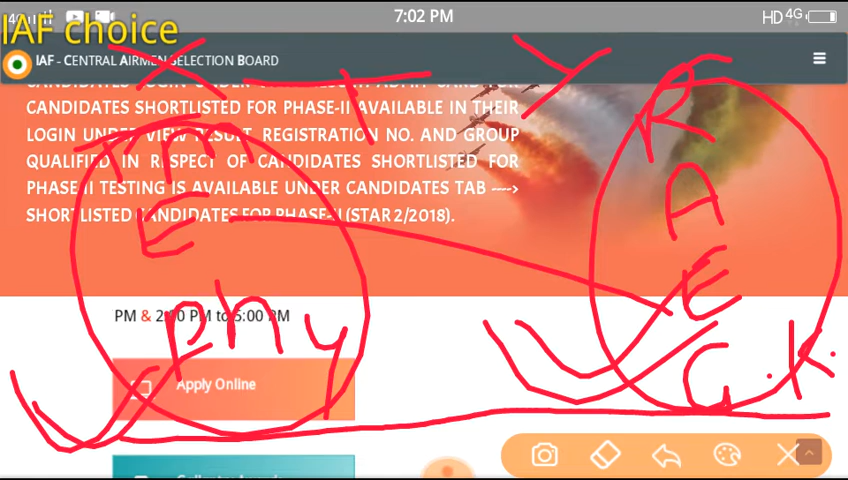 7:02 PM
HD 4G
IAF choice
IAF - CENTRAL AIRMEN SELECTION BOARD
X + Y
CANDIDATES SHORTLISTED FOR PHASE-II AVAILABLE IN THEIR
LOGIN UNDER VIEW RESULT. REGISTRATION NO. AND GROUP
QUALIFIED IN RESPECT OF CANDIDATES SHORTLISTED FOR
PHASE-II TESTING IS AVAILABLE UNDER CANDIDATES TAB ---->
SHORTLISTED CANDIDATES FOR PHASE-II (STAR 2/2018).
m
E
Phy
R
A
E
G.K.
PM & 2:10 PM to 5:00 PM
Apply Online